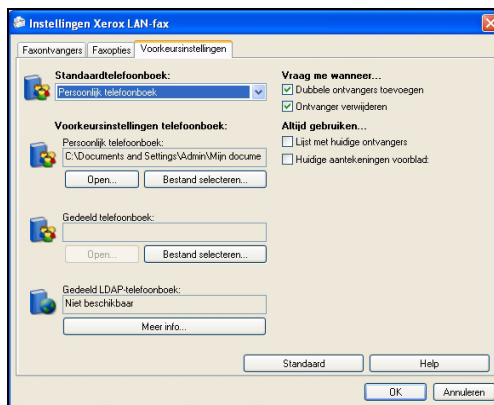 Instellingen Xerox LAN-fax
Faxontvangers Faxopties Voorkeursinstellingen
Standaardtelefoonboek:
Persoonlijk telefoonboek
Voorkeursinstellingen telefoonboek:
Persoonlijk telefoonboek:
C:\Documents and Settings\Admin\Mijn docume
Open... Bestand selecteren...
Gedeeld telefoonboek:
Open... Bestand selecteren...
Gedeeld LDAP-telefoonboek:
Niet beschikbaar
Meer info...
Vraag me wanneer...
Dubbele ontvangers toevoegen
Ontvanger verwijderen
Altijd gebruiken...
Lijst met huidige ontvangers
Huidige aantekeningen voorblad:
Standaard Help
OK Annuleren